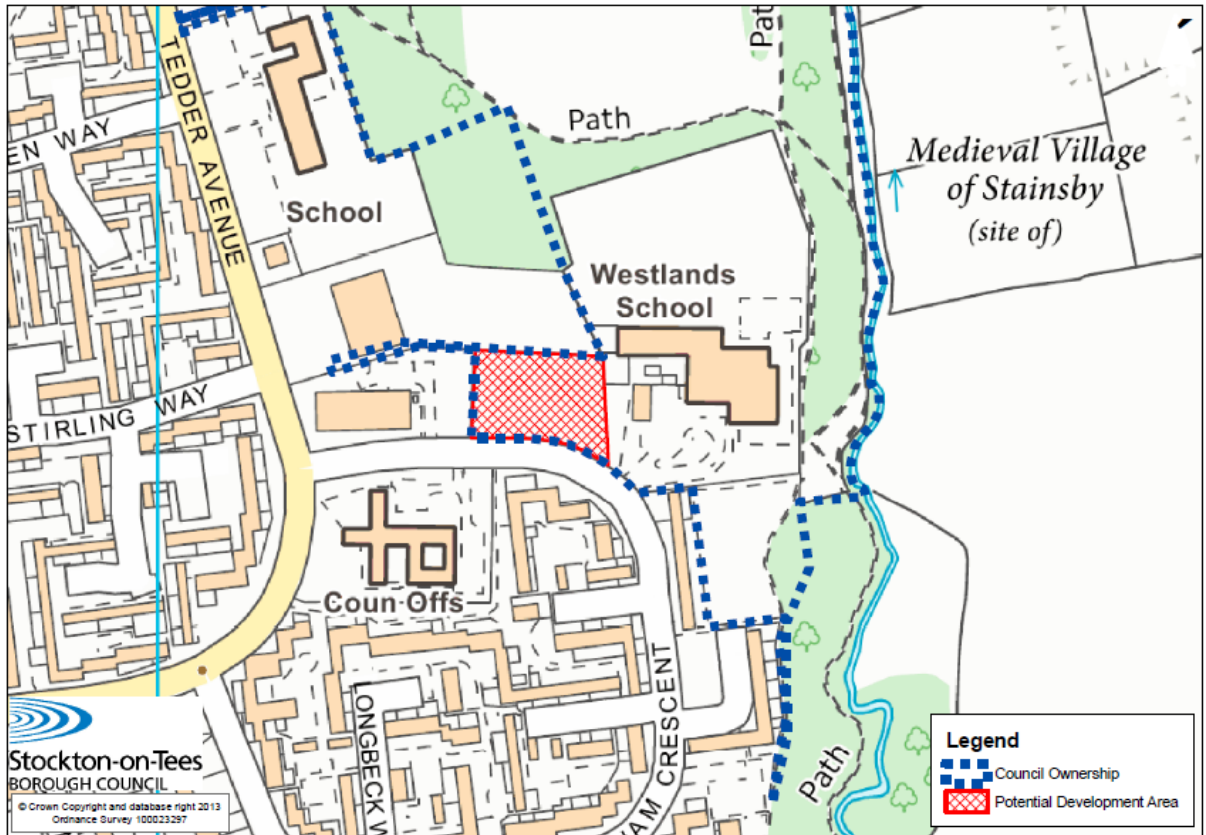 TEDDER AVENUE
EN WAY
Path
Path
Medieval Village
of Stainsby
(site of)
School
Westlands
School
STIRLING WAY
Coun Offs
LONGBECK W
AM CRESCENT
Path
Stockton-on-Tees
BOROUGH COUNCIL
© Crown Copyright and database right 2013
Ordnance Survey 100023297
Legend
Council Ownership
Potential Development Area